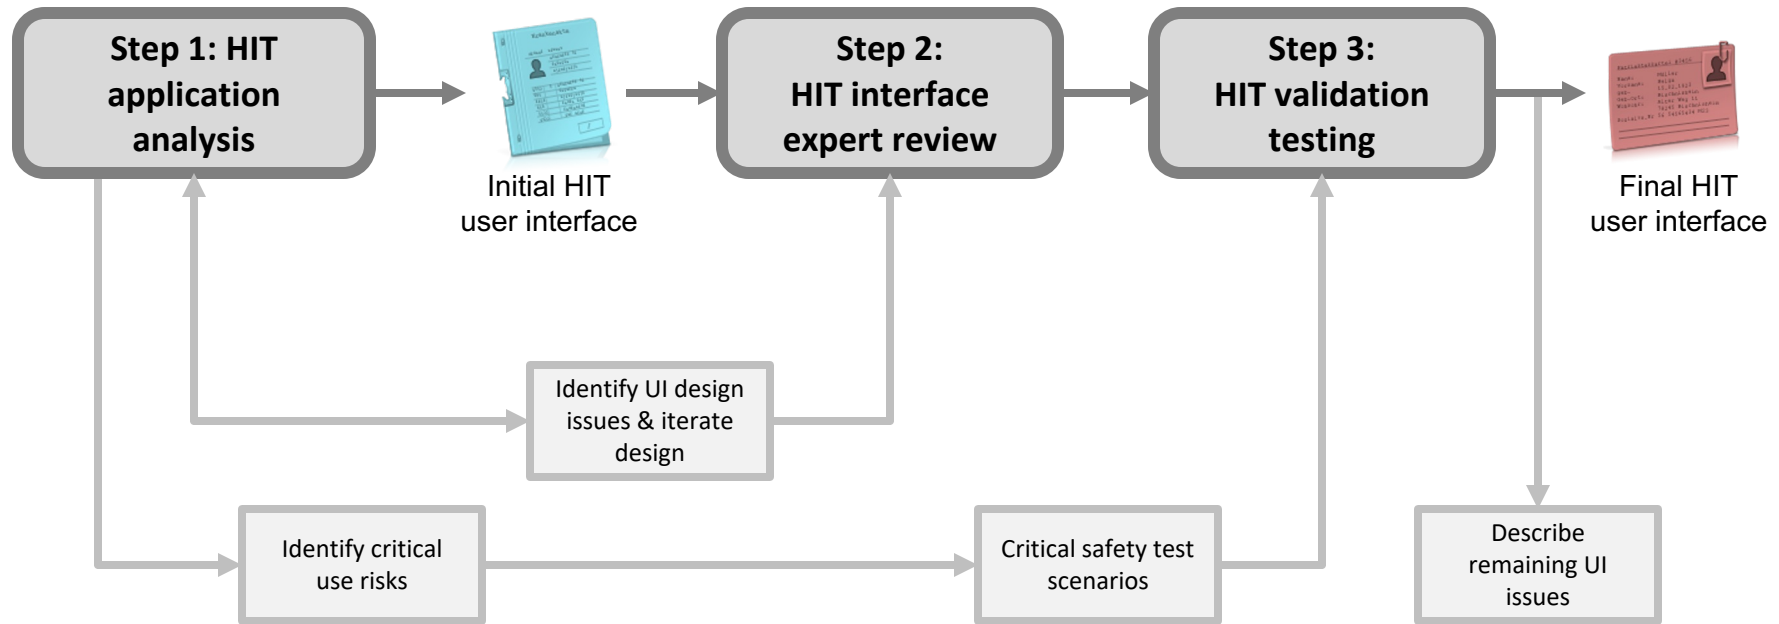 Step 1: HIT
application
analysis
Initial HIT
user interface
Step 2:
HIT interface
expert review
Step 3:
HIT validation
testing
Final HIT
user interface
Identify UI design
issues & iterate
design
Identify critical
use risks
Critical safety test
scenarios
Describe
remaining UI
issues